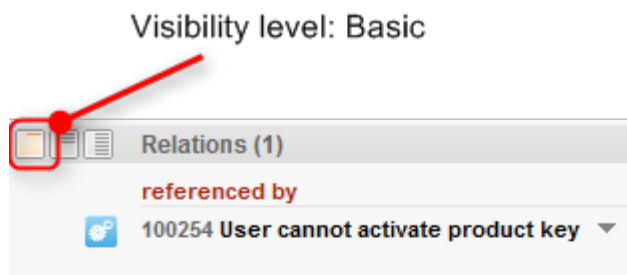 Visibility level: Basic
Relations (1)
referenced by
100254 User cannot activate product key